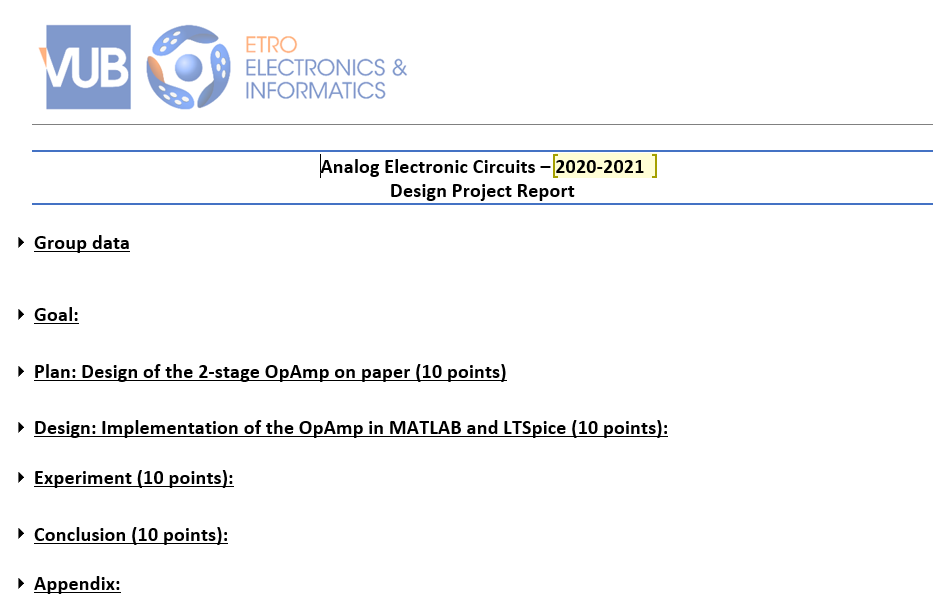 VUB
ETRO
ELECTRONICS &
INFORMATICS
Analog Electronic Circuits – 2020-2021
Design Project Report
Group data
Goal:
Plan: Design of the 2-stage OpAmp on paper (10 points)
Design: Implementation of the OpAmp in MATLAB and LTSpice (10 points):
Experiment (10 points):
Conclusion (10 points):
Appendix: